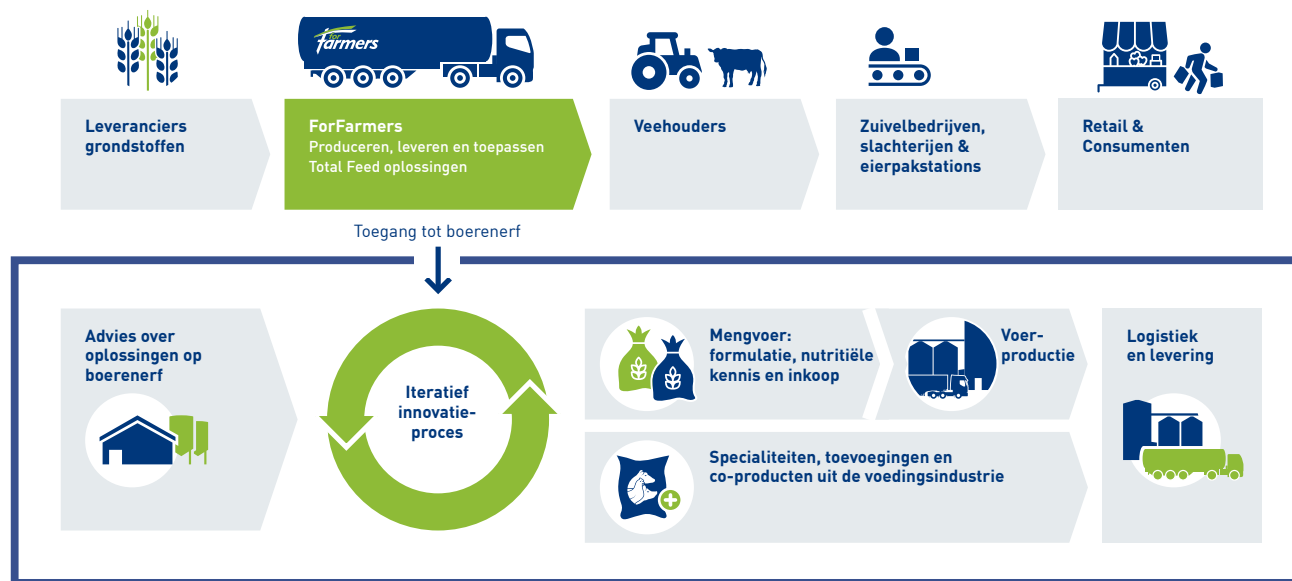 for
farmers
Leveranciers
grondstoffen
ForFarmers
Produceren, leveren en toepassen
Total Feed oplossingen
Veehouders
Zuivelbedrijven,
slachterijen &
eierpakstations
Retail &
Consumenten
Toegang tot boerenerf
Advies over
oplossingen op
boerenerf
Iteratief
innovatie-
proces
Mengvoer:
formulatie, nutritiële
kennis en inkoop
Voer-
productie
Logistiek
en levering
Specialiteiten, toevoegingen en
co-producten uit de voedingsindustrie